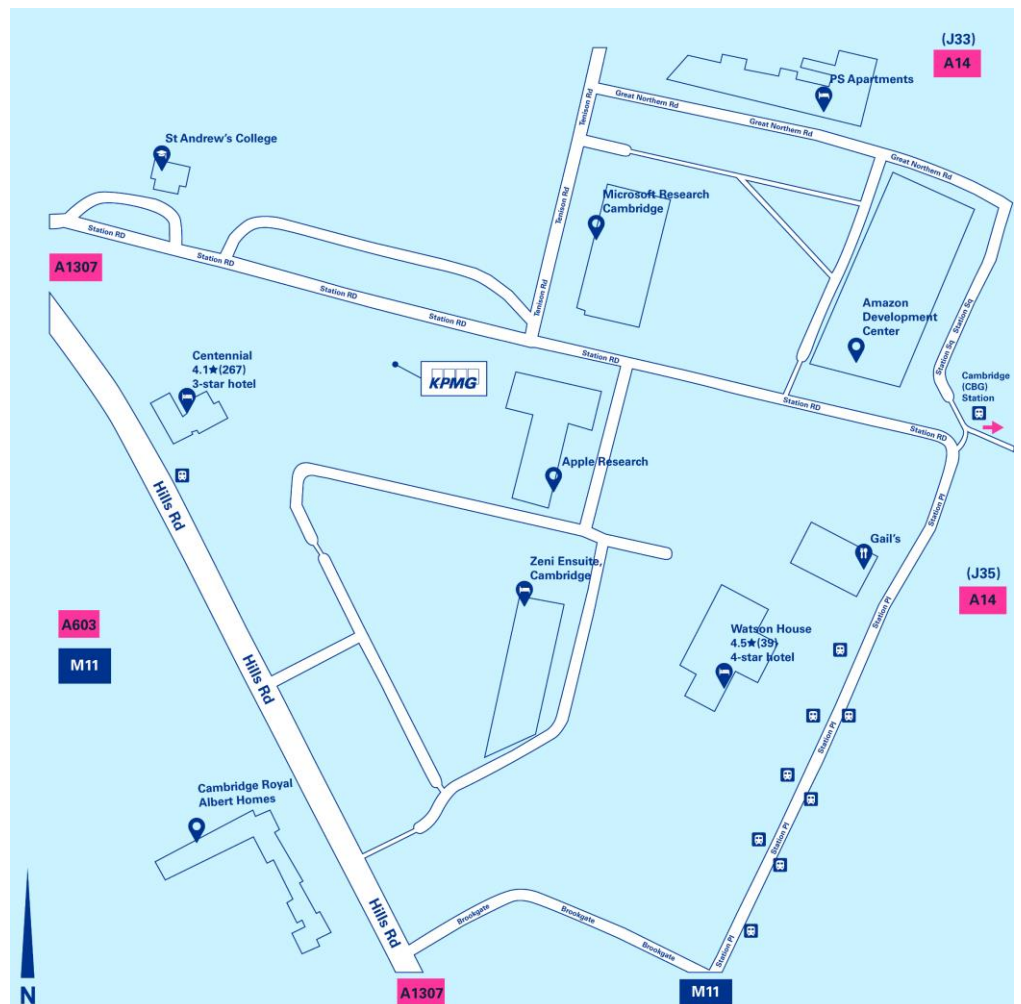 (J33)
A14
PS Apartments
Great Northern Rd
Great Northern Rd
Great Northern Rd
Tenison Rd
Tenison Rd
Tenison Rd
St Andrew's College
Microsoft Research
Cambridge
Station RD
Station RD
Station RD
Station RD
Station RD
Station RD
Station RD
A1307
Amazon
Development
Center
Station Sq
Station Sq
Cambridge
(CBG)
Station
Centennial
4.1★(267)
3-star hotel
KPMG
Apple Research
Hills Rd
Station Pl
Gail's
Zeni Ensuite,
Cambridge
(J35)
A14
Station Pl
A603
M11
Watson House
4.5★(39)
4-star hotel
Hills Rd
Station Pl
Cambridge Royal
Albert Homes
Station Pl
Hills Rd
Brookgate
Brookgate
Brookgate
Station Pl
N
A1307
M11